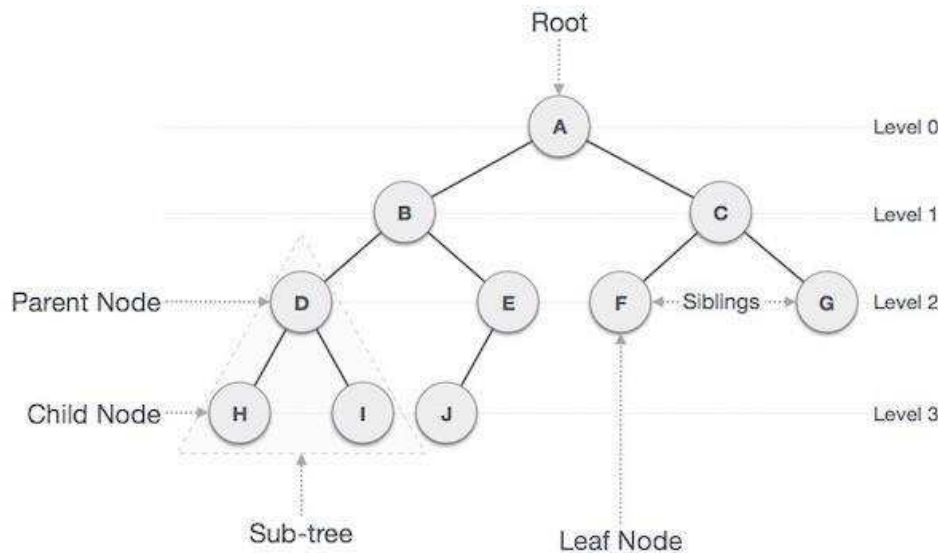 Root
A
Level 0
B
C
Level 1
Parent Node
D
E
F
Siblings
G
Level 2
Child Node
H
I
J
Level 3
Sub-tree
Leaf Node